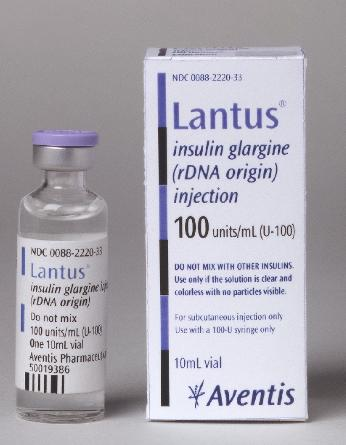 NDC 0088-2220-33
Lantus®
insulin glargine
(rDNA origin)
injection
100 units/mL (U-100)
DO NOT MIX WITH OTHER INSULINS.
Use only if the solution is clear and
colorless with no particles visible.
For subcutaneous injection only
Use with a 100-U syringe only
10mL vial
Aventis
NDC 0088-2220-33
Lantus®
insulin glargine
(rDNA origin)
Do not mix
100 units/mL (U-100)
One 10mL vial
Aventis
50019386